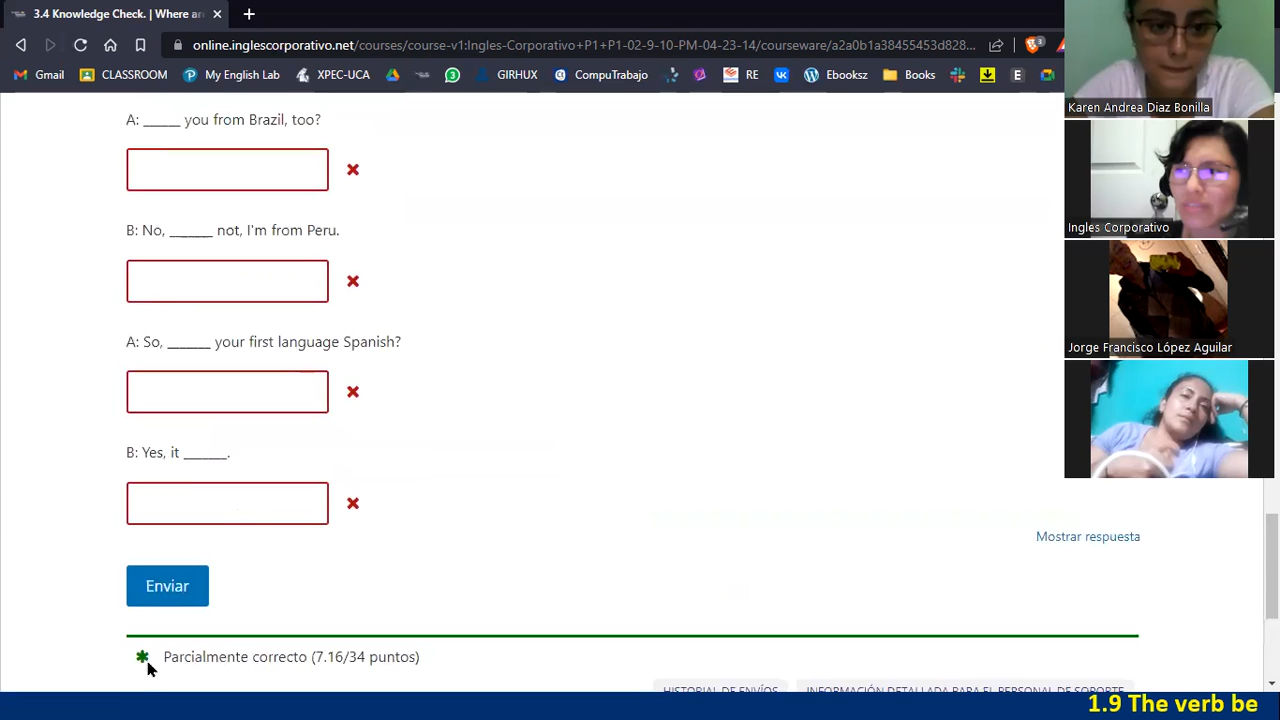 3.4 Knowledge Check. | Where are
online.inglescorporativo.net/courses/course-v1:Ingles-Corporativo+P1+P1-02-9-10-PM-04-23-14/courseware/a2a0b1a38455453d828...
3
Gmail CLASSROOM My English Lab XPEC-UCA GIRHUX CompuTrabajo RE Ebooksz Books
A: _____ you from Brazil, too?
B: No, ______ not, I'm from Peru.
A: So, ______ your first language Spanish?
B: Yes, it ______.
Mostrar respuesta
Enviar
Parcialmente correcto (7.16/34 puntos)
HISTORIAL DE ENVÍOS INFORMACIÓN DETALLADA PARA EL PERSONAL DE SOPORTE
Karen Andrea Diaz Bonilla
Ingles Corporativo
Jorge Francisco López Aguilar
1.9 The verb be